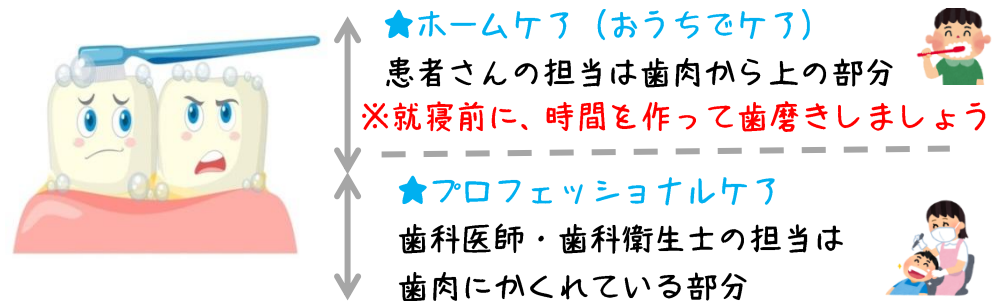 ★ホームケア（おうちでケア）
患者さんの担当は歯肉から上の部分
※就寝前に、時間を作って歯磨きしましょう
★プロフェッショナルケア
歯科医師・歯科衛生士の担当は
歯肉にかくれている部分